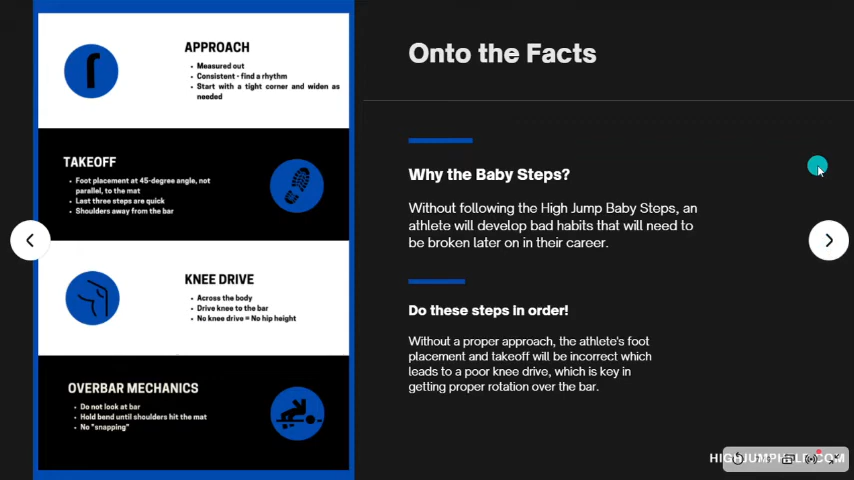 APPROACH
Measured out
Consistent - find a rhythm
Start with a tight corner and widen as
needed
TAKEOFF
Foot placement at 45-degree angle, not
parallel, to the mat
Last three steps are quick
Shoulders away from the bar
KNEE DRIVE
Across the body
Drive knee to the bar
No knee drive = No hip height
OVERBAR MECHANICS
Do not look at bar
Hold bend until shoulders hit the mat
No "snapping"
Onto the Facts
Why the Baby Steps?
Without following the High Jump Baby Steps, an
athlete will develop bad habits that will need to
be broken later on in their career.
Do these steps in order!
Without a proper approach, the athlete's foot
placement and takeoff will be incorrect which
leads to a poor knee drive, which is key in
getting proper rotation over the bar.